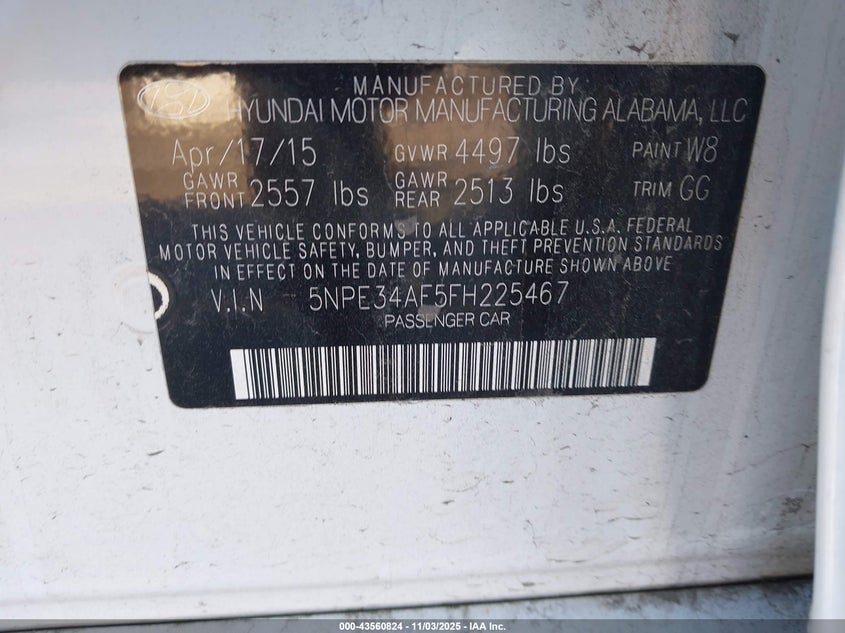 MANUFACTURED BY
HYUNDAI MOTOR MANUFACTURING ALABAMA, LLC
Apr/17/15 GVWR 4497 lbs PAINT W8
GAWR FRONT 2557 lbs GAWR REAR 2513 lbs TRIM GG
THIS VEHICLE CONFORMS TO ALL APPLICABLE U.S.A. FEDERAL
MOTOR VEHICLE SAFETY, BUMPER, AND THEFT PREVENTION STANDARDS
IN EFFECT ON THE DATE OF MANUFACTURE SHOWN ABOVE.
V.I.N 5NPE34AF5FH225467
PASSENGER CAR
000-43560824 - 11/03/2025 - IAA Inc.